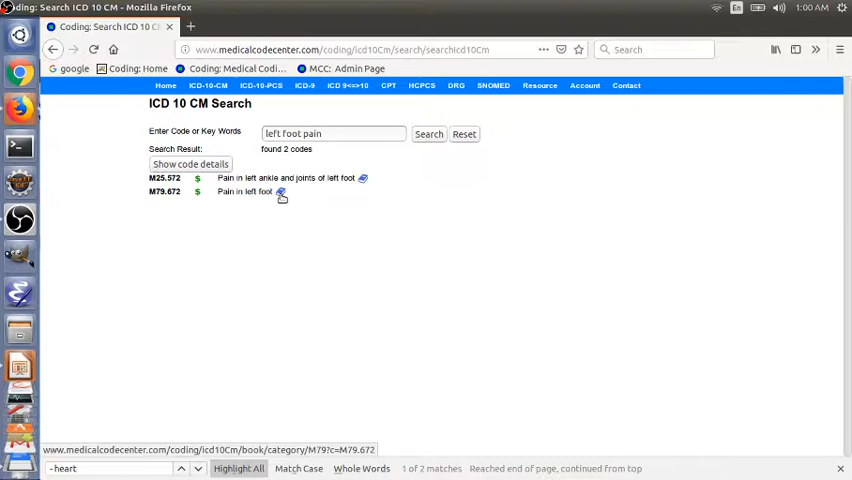 oding: Search ICD 10 CM - Mozilla Firefox
En
1:00 AM
Coding: Search ICD 10 C
www.medicalcodecenter.com/coding/icd10Cm/search/searchIcd10Cm
Search
google
Coding: Home
Coding: Medical Codi...
MCC: Admin Page
Home ICD-10-CM ICD-10-PCS ICD-9 ICD 9<=>10 CPT HCPCS DRG SNOMED Resource Account Contact
ICD 10 CM Search
Enter Code or Key Words left foot pain Search Reset
Search Result: found 2 codes
Show code details
M25.572 $ Pain in left ankle and joints of left foot
M79.672 $ Pain in left foot
www.medicalcodecenter.com/coding/icd10Cm/book/category/M79?c=M79.672
-heart Highlight All Match Case Whole Words 1 of 2 matches Reached end of page, continued from top